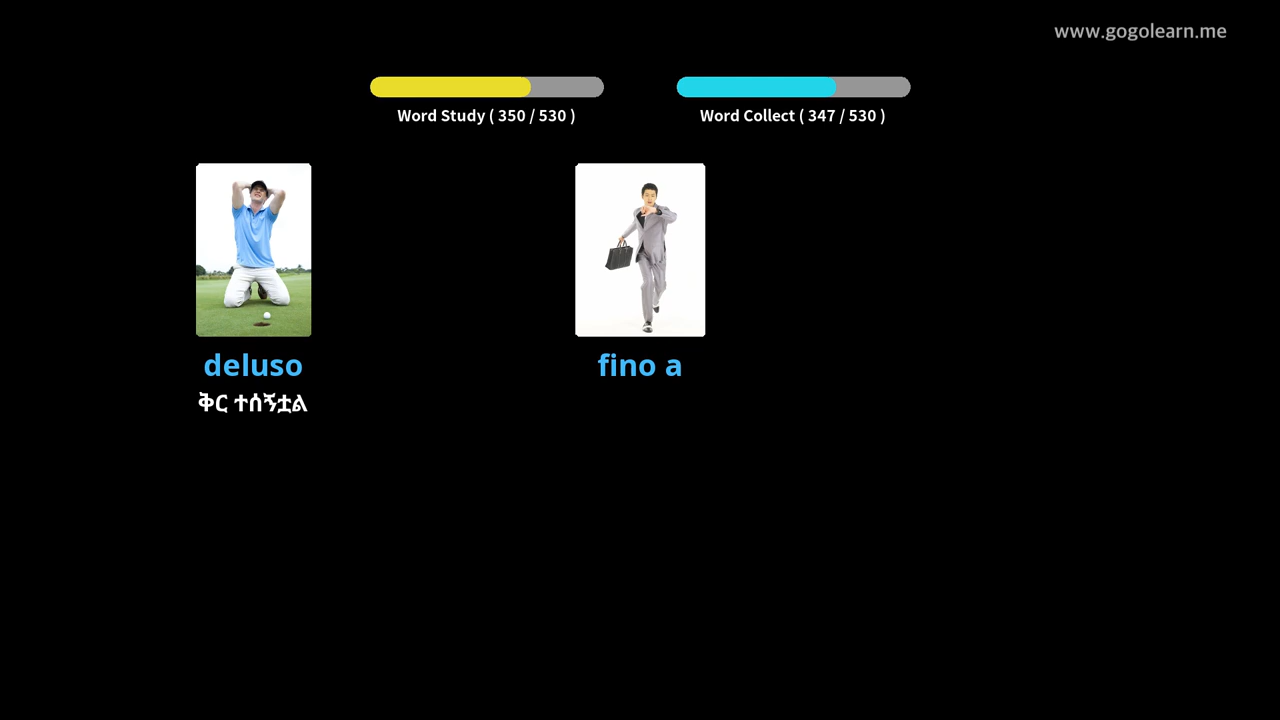 www.gogolearn.me
Word Study ( 350 / 530 )
Word Collect ( 347 / 530 )
deluso
ቅር ተሰኝቷል
fino a